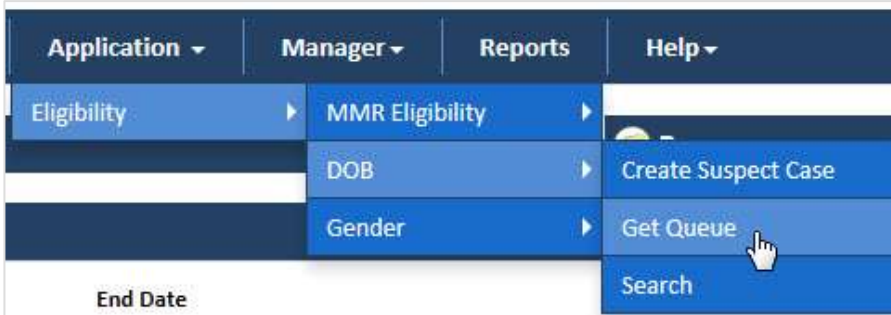 Application Manager Reports Help
Eligibility MMR Eligibility
DOB Create Suspect Case
Gender Get Queue
Search
End Date